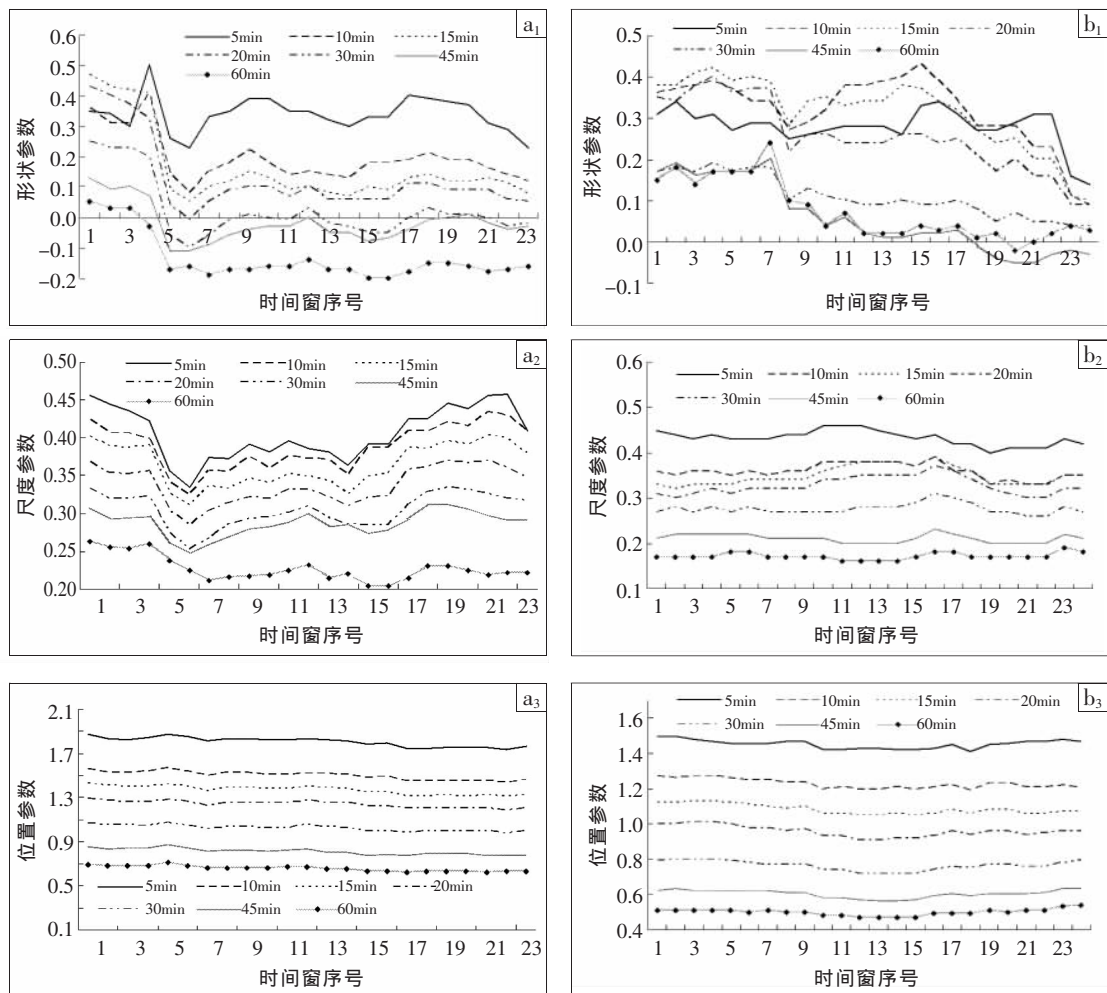 a1
5min 10min 15min
20min 30min 45min
60min
0.6
0.5
0.4
0.3
0.2
0.1
0.0
−0.1
−0.2
形状参数
1 3 5 7 9 11 13 15 17 19 21 23
时间窗序号
b1
5min 10min 15min 20min
30min 45min 60min
0.5
0.4
0.3
0.2
0.1
0.0
−0.1
形状参数
1 3 5 7 9 11 13 15 17 19 21 23
时间窗序号
a2
5min 10min 15min
20min 30min 45min
60min
0.50
0.45
0.40
0.35
0.30
0.25
0.20
尺度参数
1 3 5 7 9 11 13 15 17 19 21 23
时间窗序号
b2
5min 10min 15min 20min
30min 45min 60min
0.6
0.5
0.4
0.3
0.2
0.1
尺度参数
1 3 5 7 9 11 13 15 17 19 21 23
时间窗序号
a3
2.1
1.7
1.3
0.9
0.5
0.1
位置参数
5min 10min 15min 20min
30min 45min 60min
1 3 5 7 9 11 13 15 17 19 21 23
时间窗序号
b3
5min 10min 15min 20min
30min 45min 60min
1.6
1.4
1.2
1.0
0.8
0.6
0.4
位置参数
1 3 5 7 9 11 13 15 17 19 21 23
时间窗序号